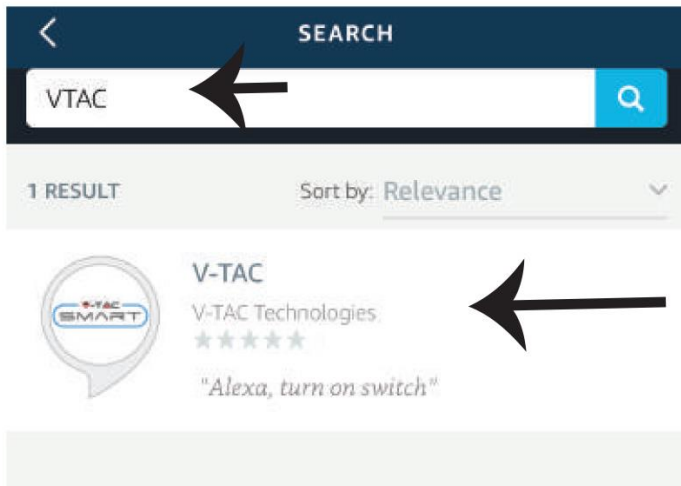 SEARCH
VTAC
1 RESULT
Sort by: Relevance
V-TAC
SMART
V-TAC
V-TAC Technologies
"Alexa, turn on switch"